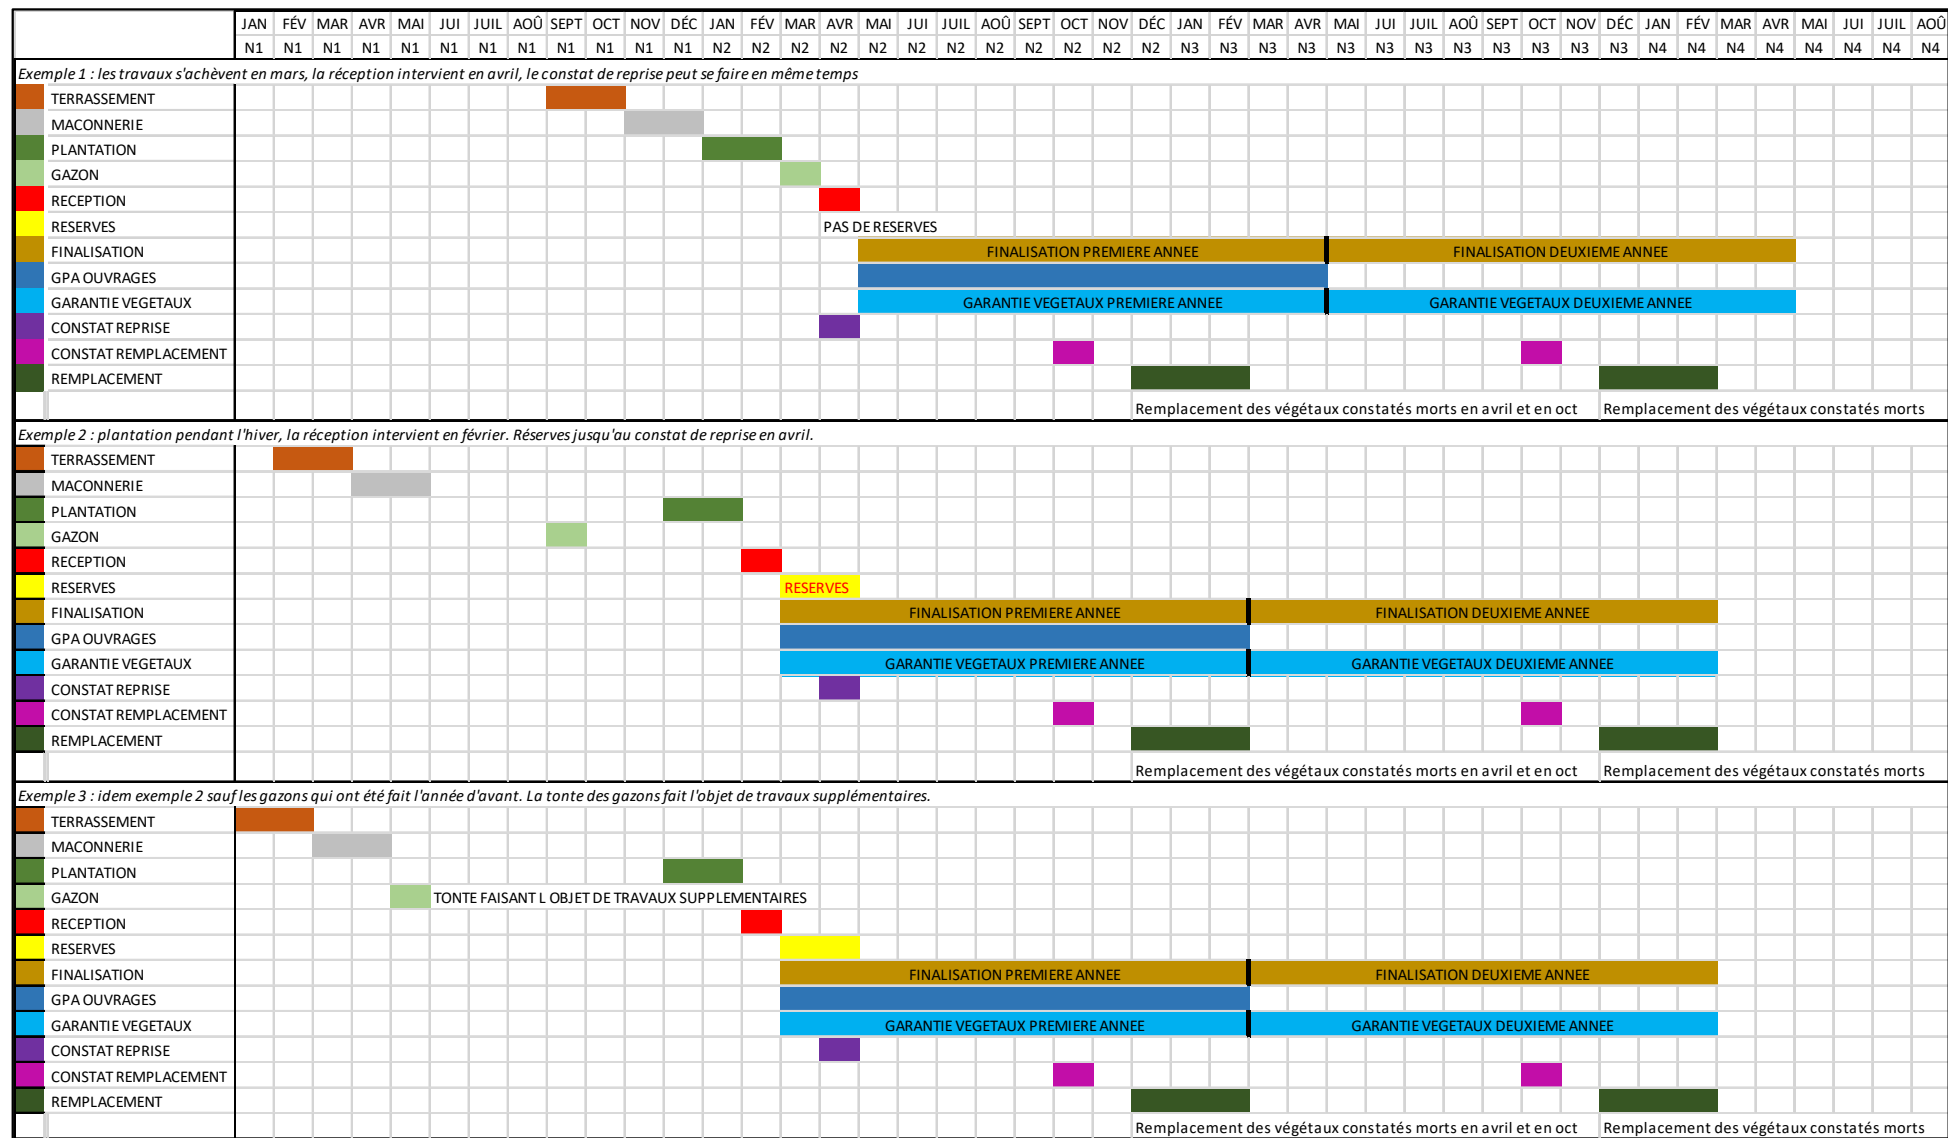 JAN FÉV MAR AVR MAI JUI JUIL AOÛ SEPT OCT NOV DÉC JAN FÉV MAR AVR MAI JUI JUIL AOÛ SEPT OCT NOV DÉC JAN FÉV MAR AVR MAI JUI JUIL AOÛ SEPT OCT NOV DÉC JAN FÉV MAR AVR MAI JUI JUIL AOÛ
N1 N1 N1 N1 N1 N1 N1 N1 N1 N1 N1 N1 N2 N2 N2 N2 N2 N2 N2 N2 N2 N2 N2 N2 N3 N3 N3 N3 N3 N3 N3 N3 N3 N3 N3 N3 N4 N4 N4 N4 N4 N4 N4 N4
Exemple 1 : les travaux s'achèvent en mars, la réception intervient en avril, le constat de reprise peut se faire en même temps
TERRASSEMENT
MACONNERIE
PLANTATION
GAZON
RECEPTION
RESERVES PAS DE RESERVES
FINALISATION FINALISATION PREMIERE ANNEE FINALISATION DEUXIEME ANNEE
GPA OUVRAGES
GARANTIE VEGETAUX GARANTIE VEGETAUX PREMIERE ANNEE GARANTIE VEGETAUX DEUXIEME ANNEE
CONSTAT REPRISE
CONSTAT REMPLACEMENT
REMPLACEMENT
Remplacement des végétaux constatés morts en avril et en oct Remplacement des végétaux constatés morts
Exemple 2 : plantation pendant l'hiver, la réception intervient en février. Réserves jusqu'au constat de reprise en avril.
TERRASSEMENT
MACONNERIE
PLANTATION
GAZON
RECEPTION
RESERVES RESERVES
FINALISATION FINALISATION PREMIERE ANNEE FINALISATION DEUXIEME ANNEE
GPA OUVRAGES
GARANTIE VEGETAUX GARANTIE VEGETAUX PREMIERE ANNEE GARANTIE VEGETAUX DEUXIEME ANNEE
CONSTAT REPRISE
CONSTAT REMPLACEMENT
REMPLACEMENT
Remplacement des végétaux constatés morts en avril et en oct Remplacement des végétaux constatés morts
Exemple 3 : idem exemple 2 sauf les gazons qui ont été fait l'année d'avant. La tonte des gazons fait l'objet de travaux supplémentaires.
TERRASSEMENT
MACONNERIE
PLANTATION
GAZON TONTE FAISANT L OBJET DE TRAVAUX SUPPLEMENTAIRES
RECEPTION
RESERVES
FINALISATION FINALISATION PREMIERE ANNEE FINALISATION DEUXIEME ANNEE
GPA OUVRAGES
GARANTIE VEGETAUX GARANTIE VEGETAUX PREMIERE ANNEE GARANTIE VEGETAUX DEUXIEME ANNEE
CONSTAT REPRISE
CONSTAT REMPLACEMENT
REMPLACEMENT
Remplacement des végétaux constatés morts en avril et en oct Remplacement des végétaux constatés morts